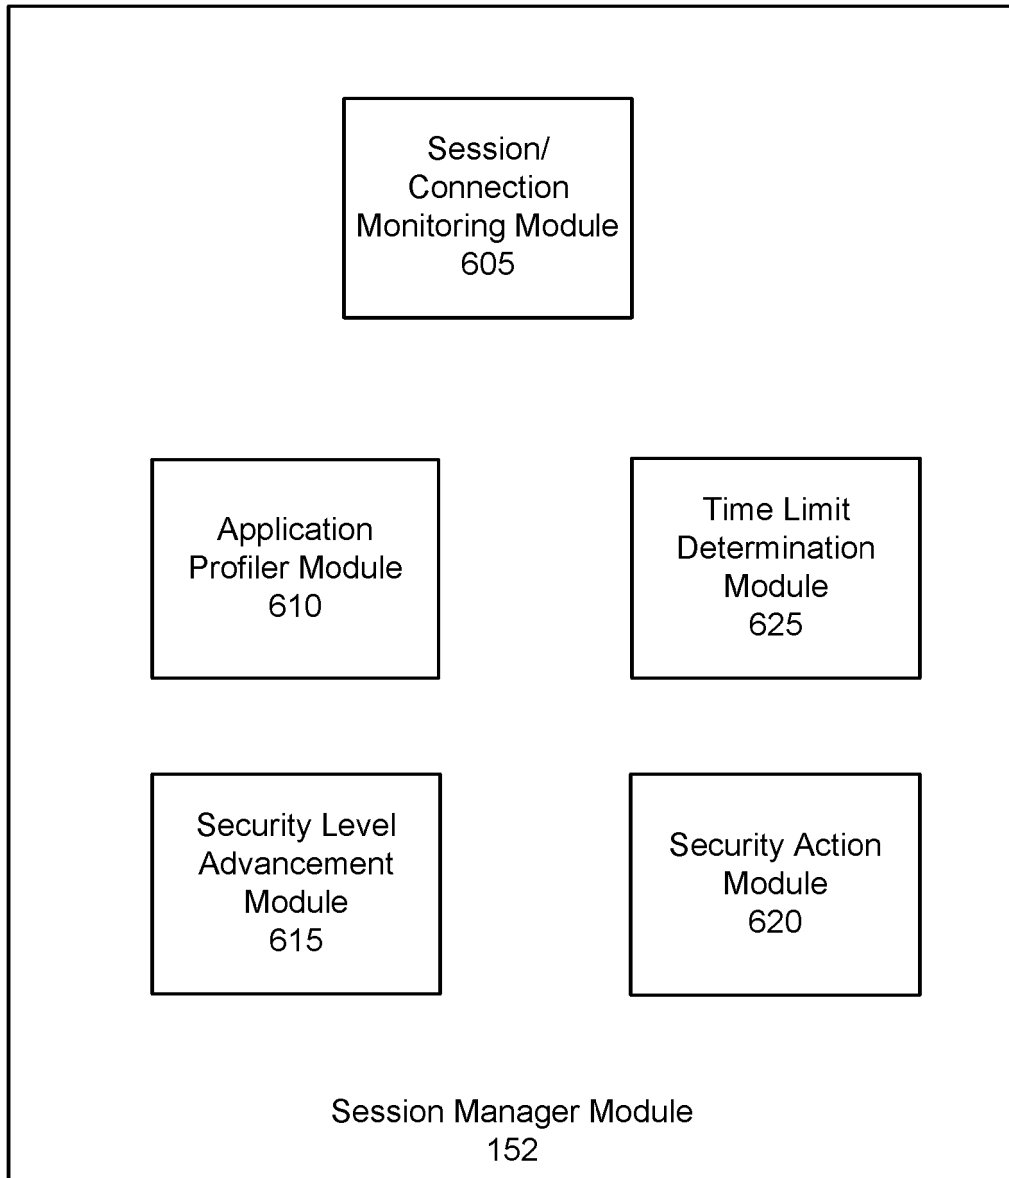 Session/
Connection
Monitoring Module
605
Application
Profiler Module
610
Time Limit
Determination
Module
625
Security Level
Advancement
Module
615
Security Action
Module
620
Session Manager Module
152